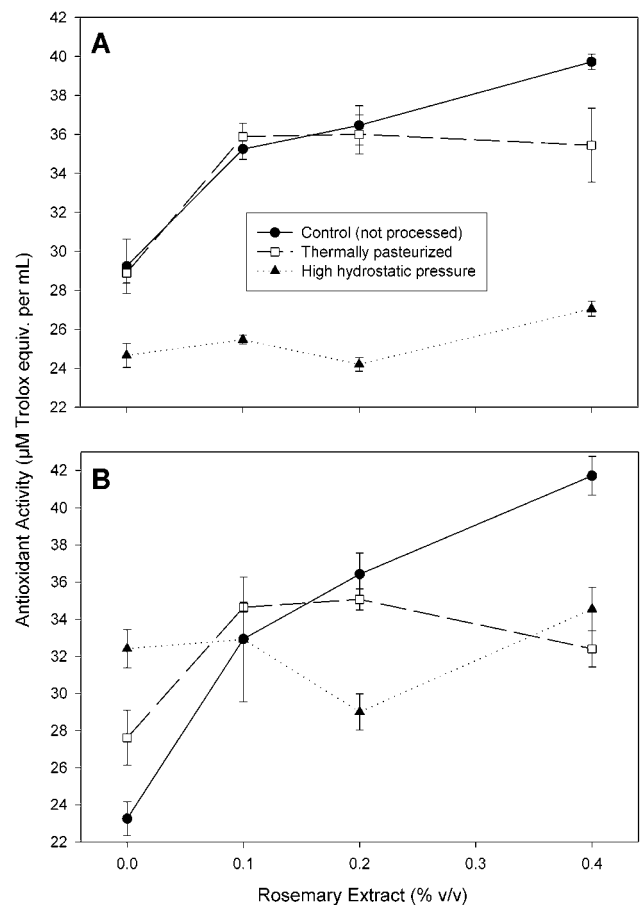 A
40
38
36
34
32
30
28
26
24
22
Control (not processed)
Thermally pasteurized
High hydrostatic pressure
Antioxidant Activity (µM Trolox equiv. per mL)
B
42
40
38
36
34
32
30
28
26
24
22
0.0 0.1 0.2 0.3 0.4
Rosemary Extract (% v/v)